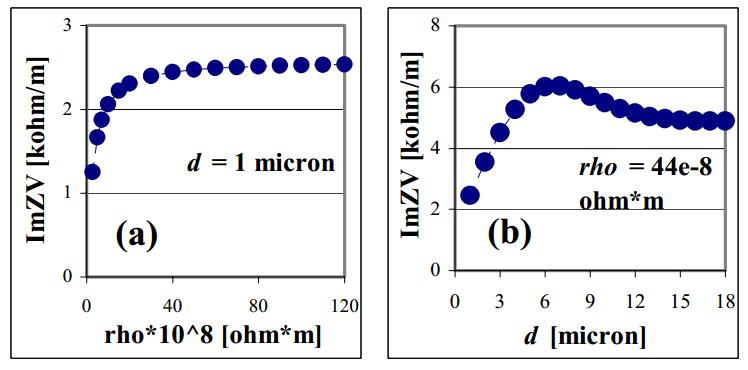 3
2
1
0
0 40 80 120
ImZV [kohm/m]
rho*10^8 [ohm*m]
d = 1 micron
(a)
8
6
4
2
0
0 3 6 9 12 15 18
ImZV [kohm/m]
d [micron]
rho = 44e-8
ohm*m
(b)